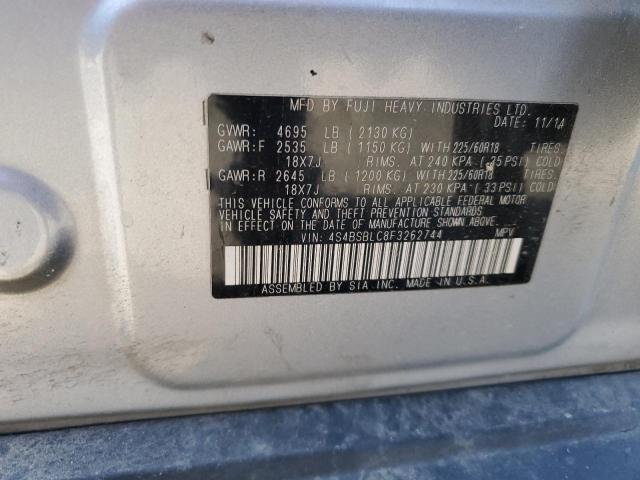 MFD BY FUJI HEAVY INDUSTRIES LTD.
DATE: 11/14
GVWR: 4695 LB (2130 KG)
GAWR:F 2535 LB (1150 KG) WITH 225/60R18 TIRES.
18X7J RIMS. AT 240 KPA (35 PSI) COLD
GAWR:R 2645 LB (1200 KG) WITH 225/60R18 TIRES.
18X7J RIMS. AT 230 KPA (33 PSI) COLD
THIS VEHICLE CONFORMS TO ALL APPLICABLE FEDERAL MOTOR
VEHICLE SAFETY AND THEFT PREVENTION STANDARDS
IN EFFECT ON THE DATE OF MANUFACTURE SHOWN ABOVE.
VIN: 4S4BSBLC8F3262744 MPV
ASSEMBLED BY SIA INC. MADE IN U.S.A.